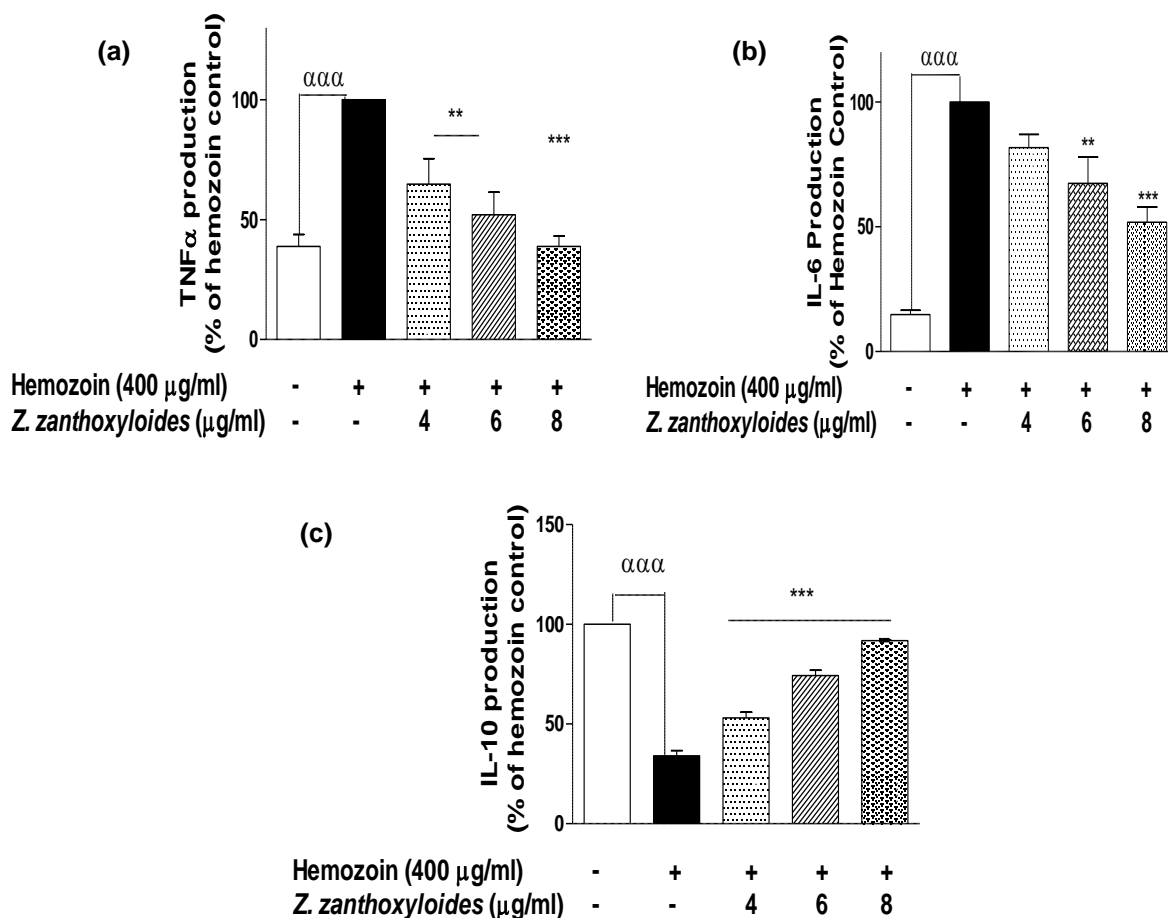 (a)
TNFα production
(% of hemozoin control)
100
50
0
ααα
**
***
Hemozoin (400 μg/ml) - + + + +
Z. zanthoxyloides (μg/ml) - - 4 6 8
(b)
IL-6 Production
(% of Hemozoin Control)
100
50
0
ααα
**
***
Hemozoin (400 μg/ml) - + + + +
Z. zanthoxyloides (μg/ml) - - 4 6 8
(c)
IL-10 production
(% of hemozoin control)
150
100
50
0
ααα
***
Hemozoin (400 μg/ml) - + + + +
Z. zanthoxyloides (μg/ml) - - 4 6 8